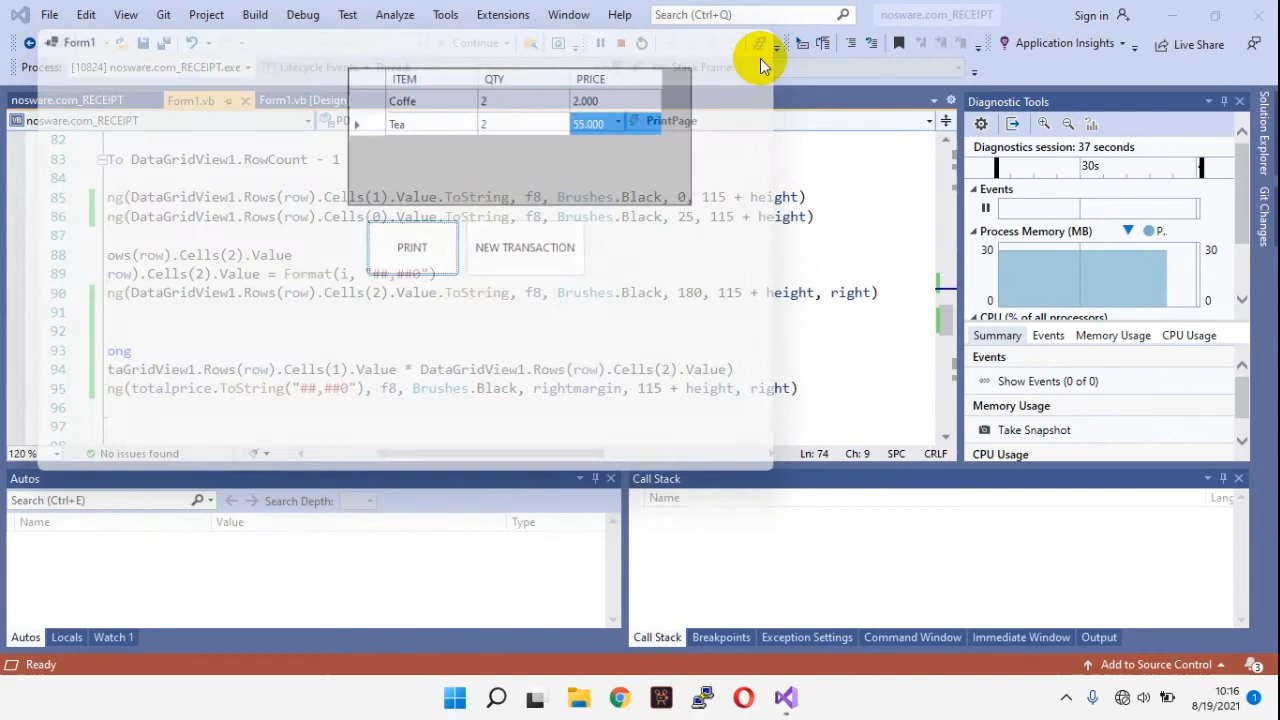 File Edit View Git Project Build Debug Test Analyze Tools Extensions Window Help Search (Ctrl+Q) nosware.com_RECEIPT Sign in
Form1 Continue Application Insights Live Share
Process: [10824] nosware.com_RECEIPT.exe Lifecycle Events Thread: Stack Frame:
ITEM QTY PRICE
Coffe 2 2.000
Tea 2 55.000
nosware.com_RECEIPT Form1.vb Form1.vb [Design]
nosware.com_RECEIPT PD PrintPage
82
83 To DataGridView1.RowCount - 1
84
85 ng(DataGridView1.Rows(row).Cells(1).Value.ToString, f8, Brushes.Black, 0, 115 + height)
86 ng(DataGridView1.Rows(row).Cells(0).Value.ToString, f8, Brushes.Black, 25, 115 + height)
87
PRINT NEW TRANSACTION
88 ows(row).Cells(2).Value
89 row).Cells(2).Value = Format(i, "##,##0")
90 ng(DataGridView1.Rows(row).Cells(2).Value.ToString, f8, Brushes.Black, 180, 115 + height, right)
91
92
93 ong
94 taGridView1.Rows(row).Cells(1).Value * DataGridView1.Rows(row).Cells(2).Value)
95 ng(totalprice.ToString("##,##0"), f8, Brushes.Black, rightmargin, 115 + height, right)
96
97
98
120 % No issues found Ln: 74 Ch: 9 SPC CRLF
Diagnostic Tools
Diagnostics session: 37 seconds
30s
Events
Process Memory (MB) P.
30 30
0 0
CPU (% of all processors)
Summary Events Memory Usage CPU Usage
Events
Show Events (0 of 0)
Memory Usage
Take Snapshot
CPU Usage
Solution Explorer
Git Changes
Autos
Search (Ctrl+E) Search Depth:
Name Value Type
Autos Locals Watch 1
Call Stack
Name Lang
Call Stack Breakpoints Exception Settings Command Window Immediate Window Output
Ready Add to Source Control 3
10:16
8/19/2021 1